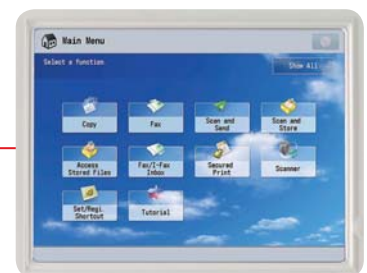 Main Menu
Select a function.
Show All
Copy
Fax
Scan and
Send
Scan and
Store
Access
Stored Files
Fax/I-Fax
Inbox
Secured
Print
Scanner
Set/Regi.
Shortcut
Tutorial